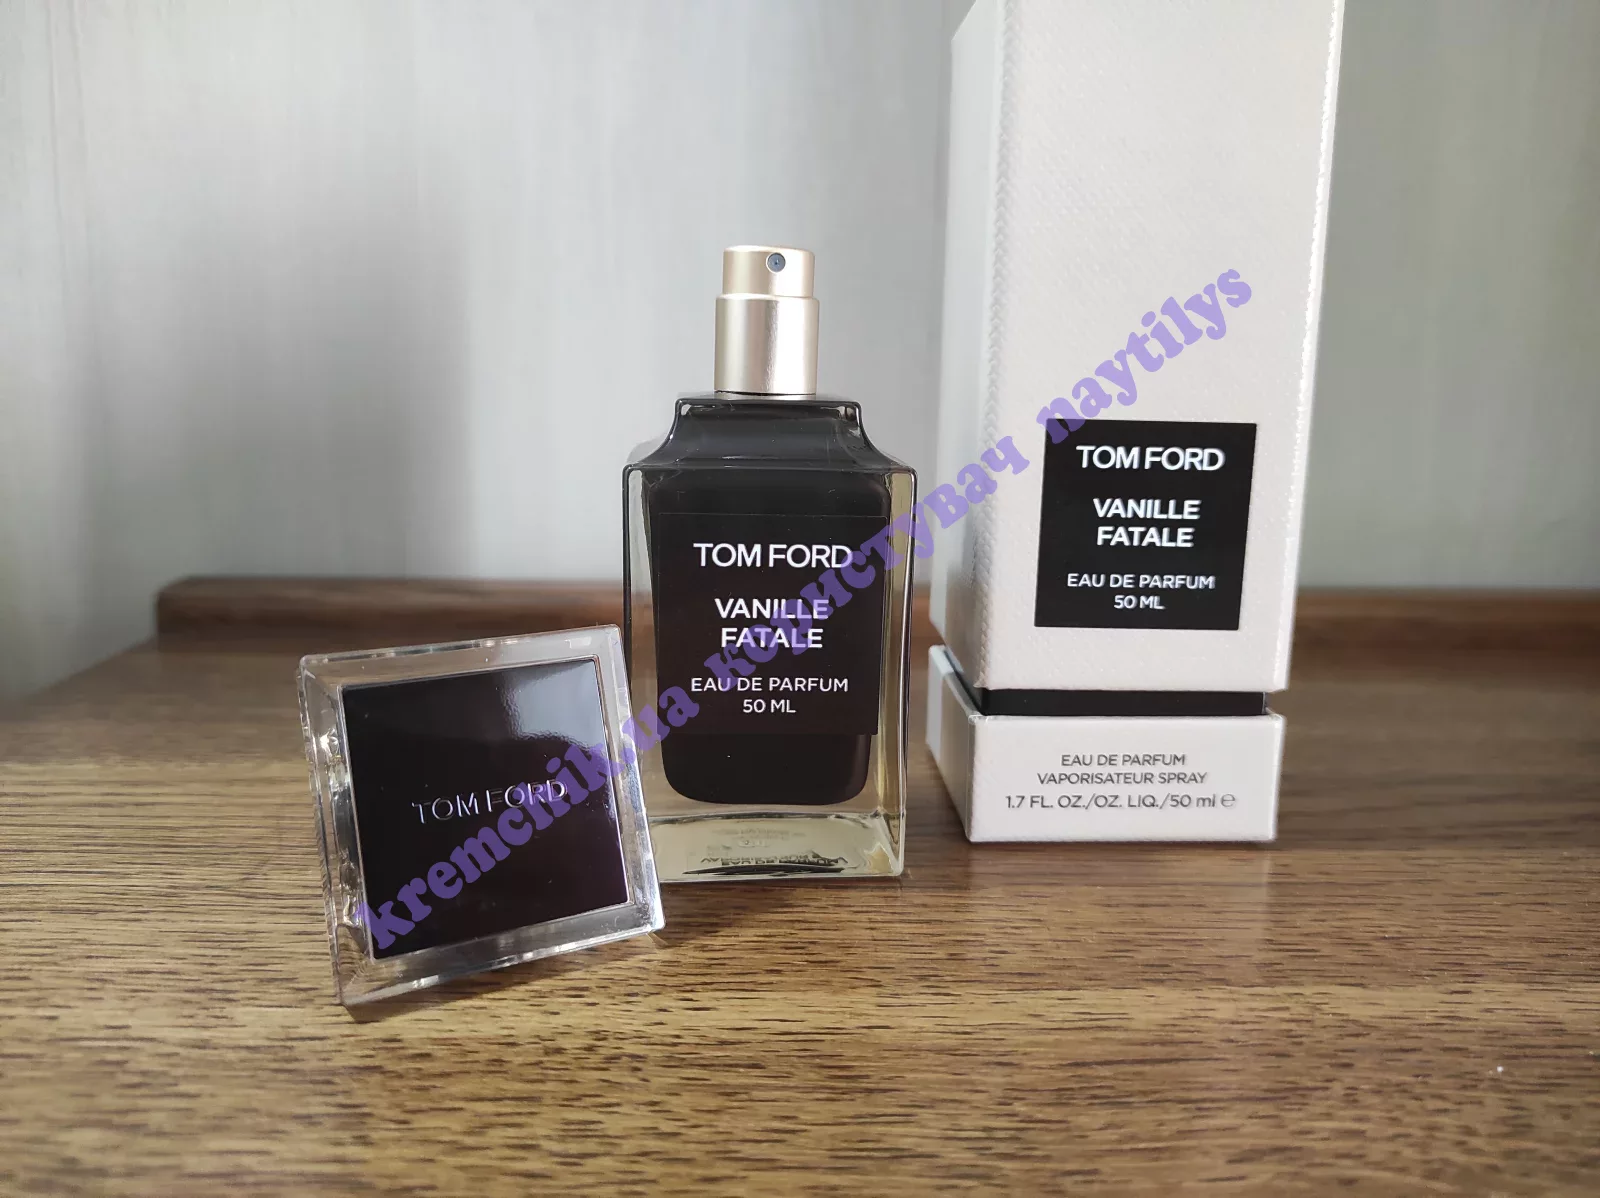 TOM FORD
TOM FORD
VANILLE
FATALE
EAU DE PARFUM
50 ML
TOM FORD
VANILLE
FATALE
EAU DE PARFUM
50 ML
EAU DE PARFUM
VAPORISATEUR SPRAY
1.7 FL. OZ./OZ. LIQ./50 ml ℮
kremchik.ua користувач naytilys